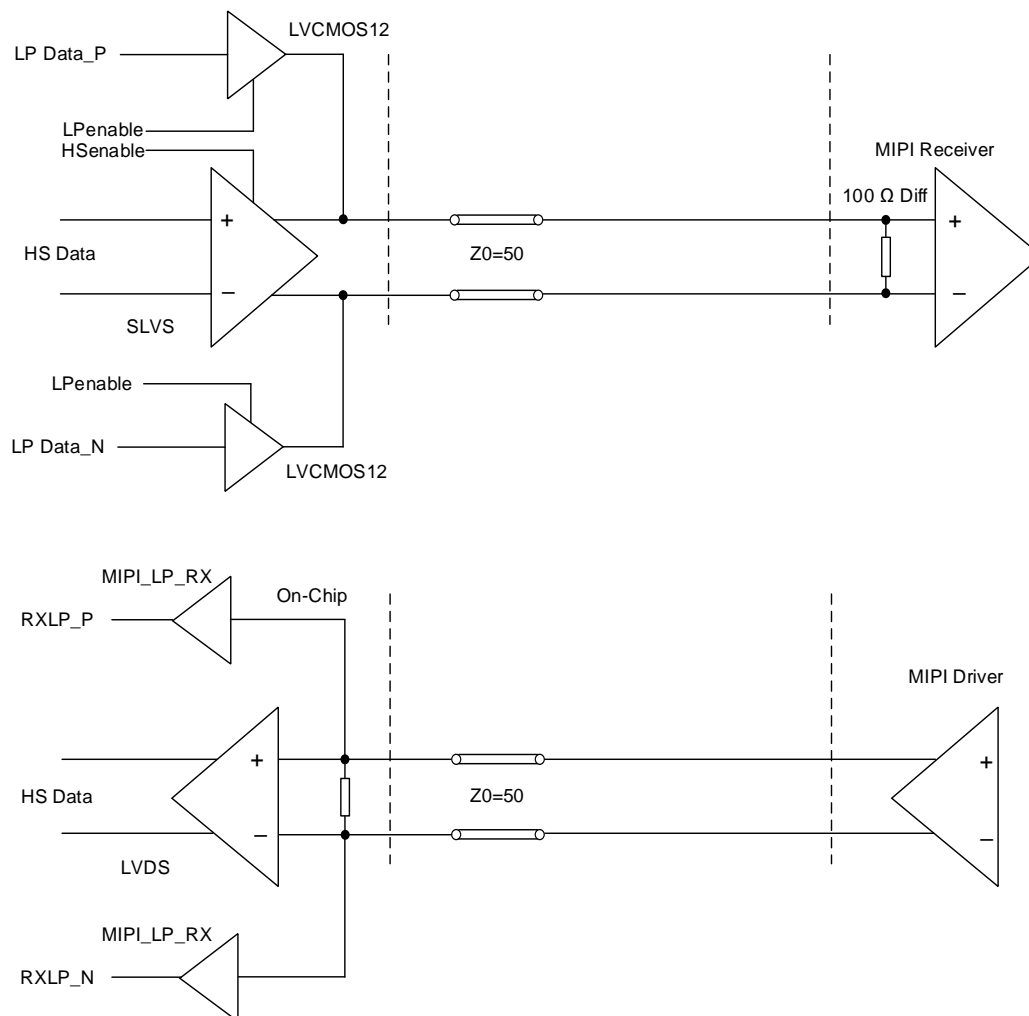 LVCMOS12
LP Data_P
LPenable
HSenable
MIPI Receiver
100 Ω Diff
+
+
HS Data
Z0=50
−
−
SLVS
LPenable
LP Data_N
LVCMOS12
MIPI_LP_RX
On-Chip
RXLP_P
MIPI Driver
+
+
HS Data
Z0=50
−
−
LVDS
MIPI_LP_RX
RXLP_N